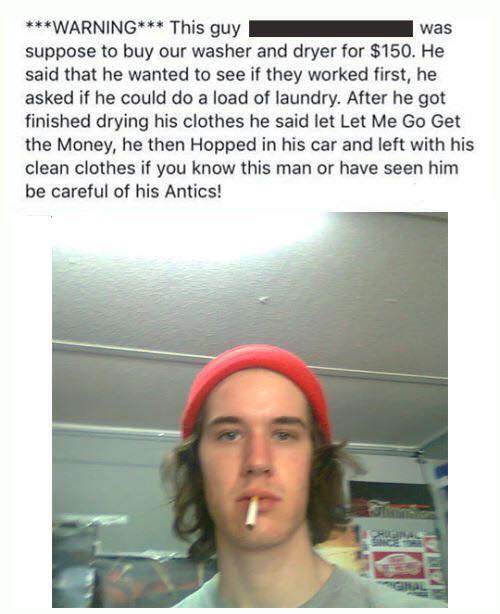 ***WARNING*** This guy was
suppose to buy our washer and dryer for $150. He
said that he wanted to see if they worked first, he
asked if he could do a load of laundry. After he got
finished drying his clothes he said let Let Me Go Get
the Money, he then Hopped in his car and left with his
clean clothes if you know this man or have seen him
be careful of his Antics!
ORIGINAL
SINCE